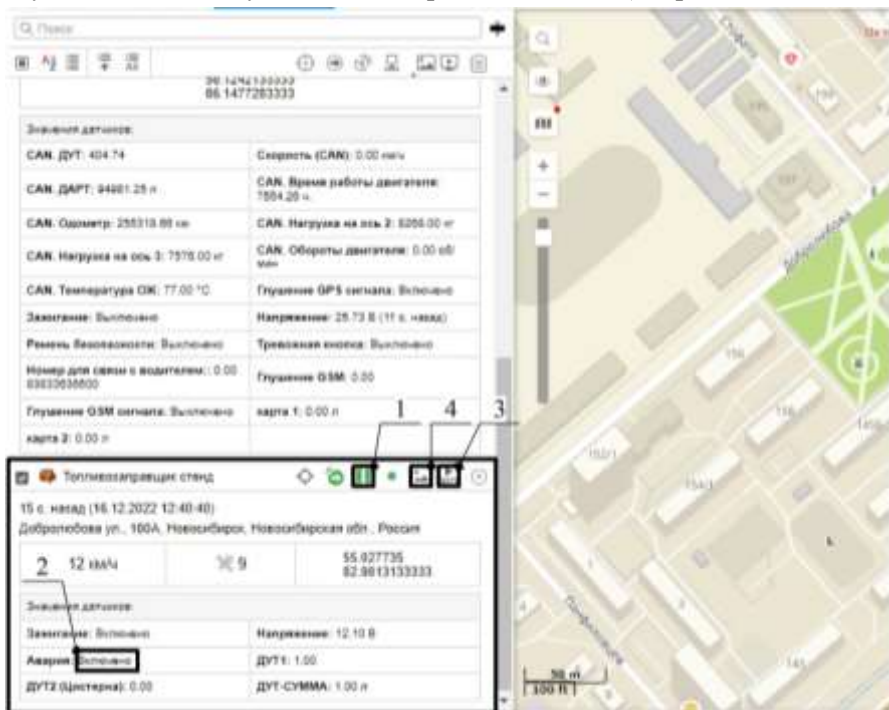 Поиск
56.1242133333
86.1477283333
Значения датчиков:
CAN. ДУТ: 404.74
Скорость (CAN): 0.00 км/ч
CAN. ДАРТ: 94981.25 л
CAN. Время работы двигателя:
7554.26 ч.
CAN. Одометр: 255318.66 км
CAN. Нагрузка на ось 2: 8268.00 кг
CAN. Нагрузка на ось 3: 7576.00 кг
CAN. Обороты двигателя: 0.00 об/
мин
CAN. Температура ОЖ: 77.00 °C
Глушение GPS сигнала: Включено
Зажигание: Выключено
Напряжение: 25.73 В (11 с. назад)
Ремень безопасности: Выключено
Тревожная кнопка: Выключено
Номер для связи с водителем:: 0.00
Глушение GSM: 0.00
Глушение GSM сигнала: Выключено
карта 1: 0.00 л
1 4 3
карта 2: 0.00 л
Топливозаправщик стенд
15 с. назад (16.12.2022 12:40:40)
Добролюбова ул., 100А, Новосибирск, Новосибирская обл., Россия
2
12 км/ч
9
55.027735
82.9613133333
Значения датчиков:
Зажигание: Включено
Напряжение: 12.10 В
Авария: Включено
ДУТ1: 1.00
ДУТ2 (Цистерна): 0.00
ДУТ-СУММА: 1.00 л
Добролюбова
Панфиловцев
50 m
300 ft